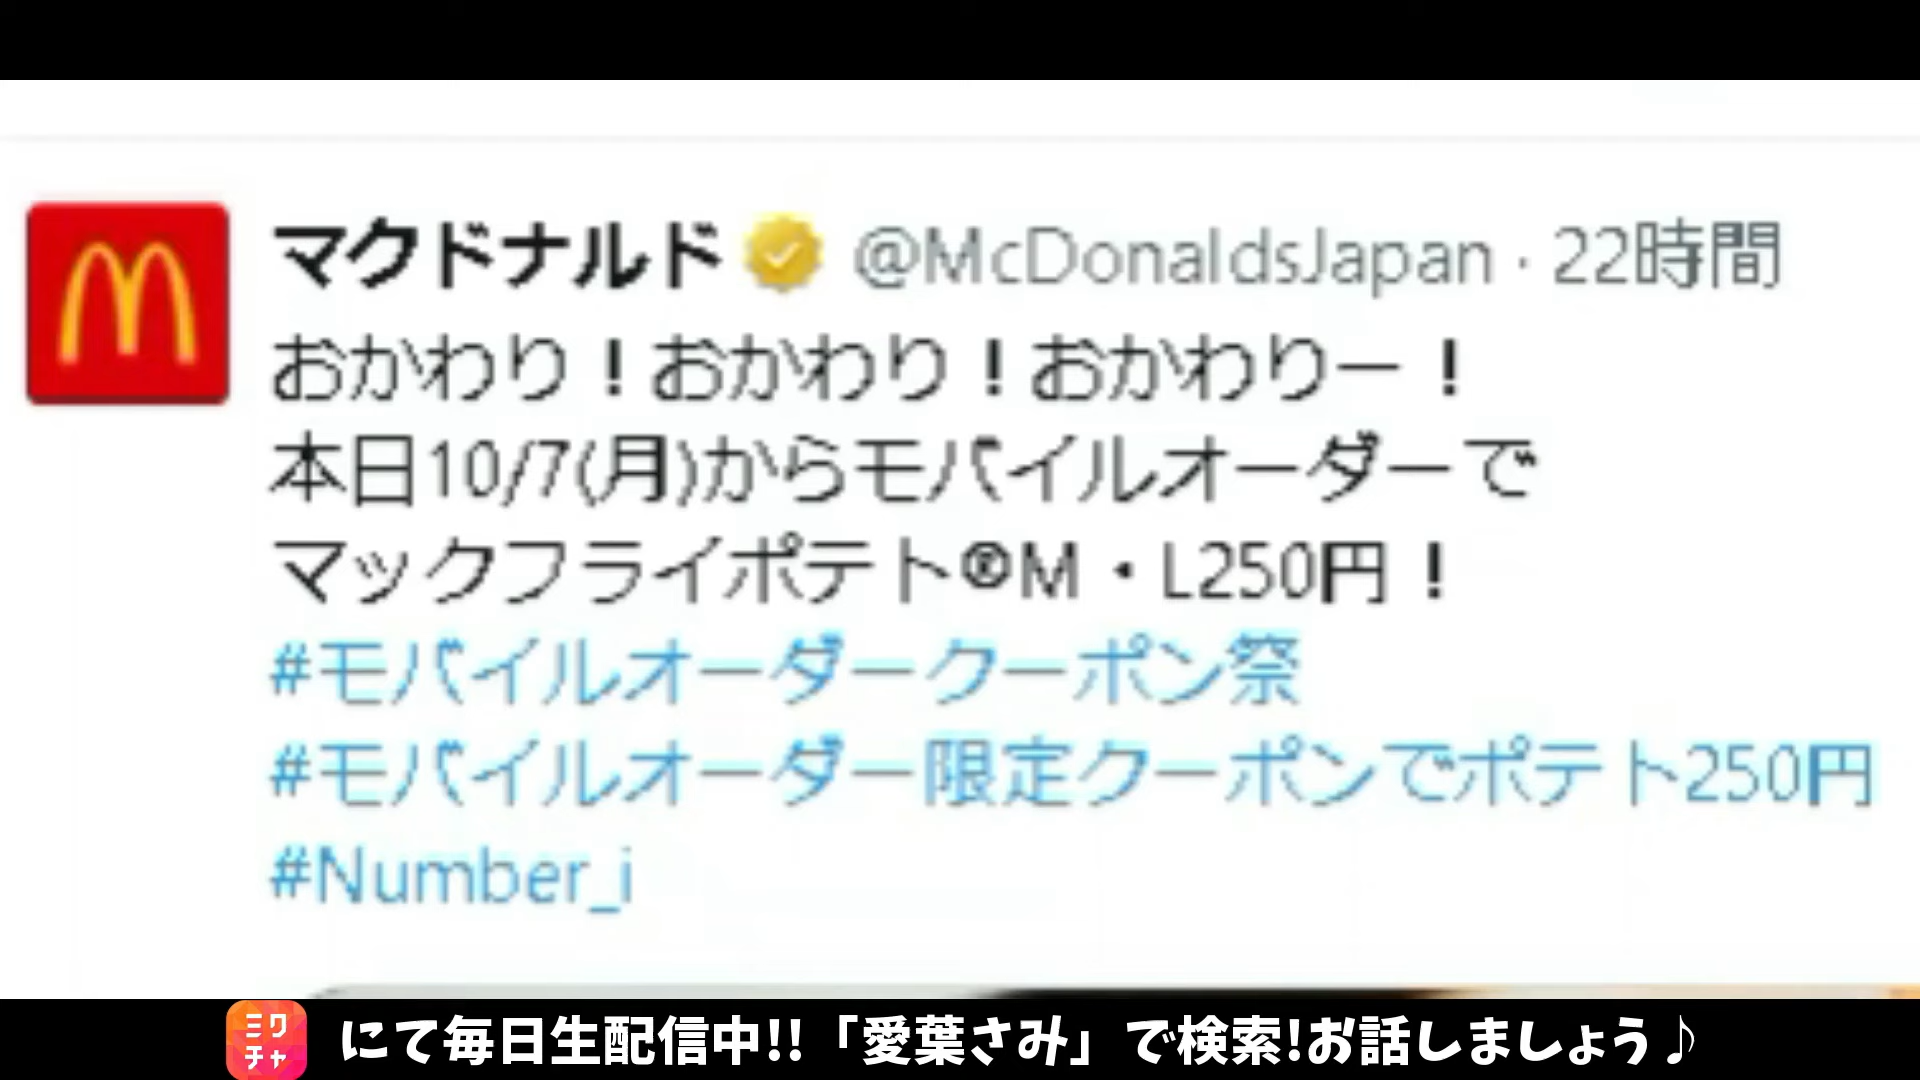 マクドナルド @McDonaldsJapan · 22時間
おかわり！おかわり！おかわりー！
本日10/7(月)からモバイルオーダーで
マックフライポテト®M・L250円！
#モバイルオーダークーポン祭
#モバイルオーダー限定クーポンでポテト250円
#Number_i
ミクチャ にて毎日生配信中!!「愛葉さみ」で検索!お話しましょう♪